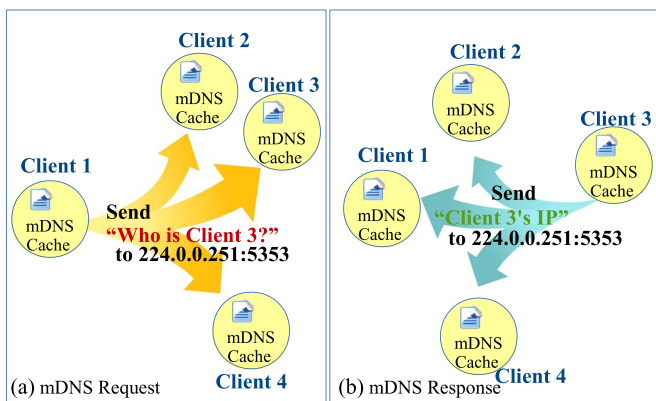 Client 2
mDNS
Cache
Client 3
mDNS
Cache
Client 1
mDNS
Cache
Send
“Who is Client 3?”
to 224.0.0.251:5353
mDNS
Cache
Client 4
(a) mDNS Request
Client 2
mDNS
Cache
Client 3
mDNS
Cache
Client 1
mDNS
Cache
Send
“Client 3's IP”
to 224.0.0.251:5353
mDNS
Cache
Client 4
(b) mDNS Response